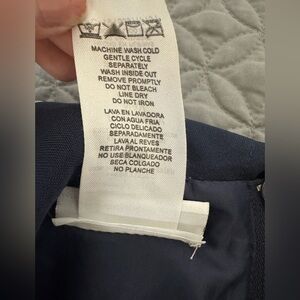 MACHINE WASH COLD
GENTLE CYCLE
SEPARATELY
WASH INSIDE OUT
REMOVE PROMPTLY
DO NOT BLEACH
LINE DRY
DO NOT IRON
LAVA EN LAVADORA
CON AGUA FRIA
CICLO DELICADO
SEPARADAMENTE
LAVA AL REVES
RETIRA PRONTAMENTE
NO USE BLANQUEADOR
SECA COLGADO
NO PLANCHE